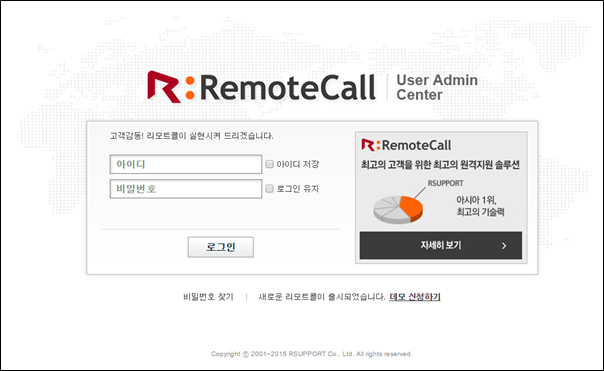 R:RemoteCall
User Admin
Center
고객감동! 리모트콜이 실현시켜 드리겠습니다.
아이디
아이디 저장
비밀번호
로그인 유지
로그인
R:RemoteCall
최고의 고객을 위한 최고의 원격지원 솔루션
RSUPPORT
아시아 1위,
최고의 기술력
자세히 보기
비밀번호 찾기 | 새로운 리모트콜이 출시되었습니다. 데모 신청하기
Copyright ⓒ 2001~2015 RSUPPORT Co., Ltd. All rights reserved.